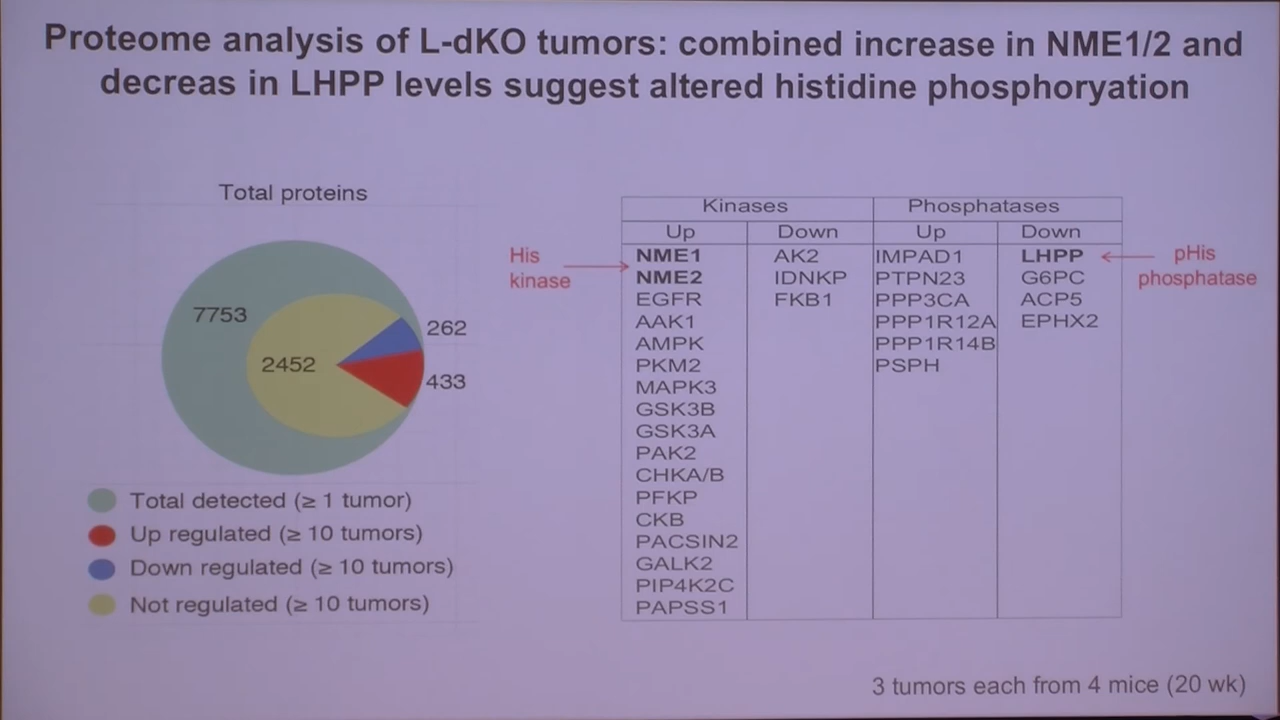 Proteome analysis of L-dKO tumors: combined increase in NME1/2 and
decreas in LHPP levels suggest altered histidine phosphoryation
Total proteins
7753
2452
262
433
Total detected (≥ 1 tumor)
Up regulated (≥ 10 tumors)
Down regulated (≥ 10 tumors)
Not regulated (≥ 10 tumors)
His
kinase
Kinases Phosphatases
Up Down Up Down
NME1 AK2 IMPAD1 LHPP
NME2 IDNKP PTPN23 G6PC
EGFR FKB1 PPP3CA ACP5
AAK1 PPP1R12A EPHX2
AMPK PPP1R14B
PKM2 PSPH
MAPK3
GSK3B
GSK3A
PAK2
CHKA/B
PFKP
CKB
PACSIN2
GALK2
PIP4K2C
PAPSS1
pHis
phosphatase
3 tumors each from 4 mice (20 wk)